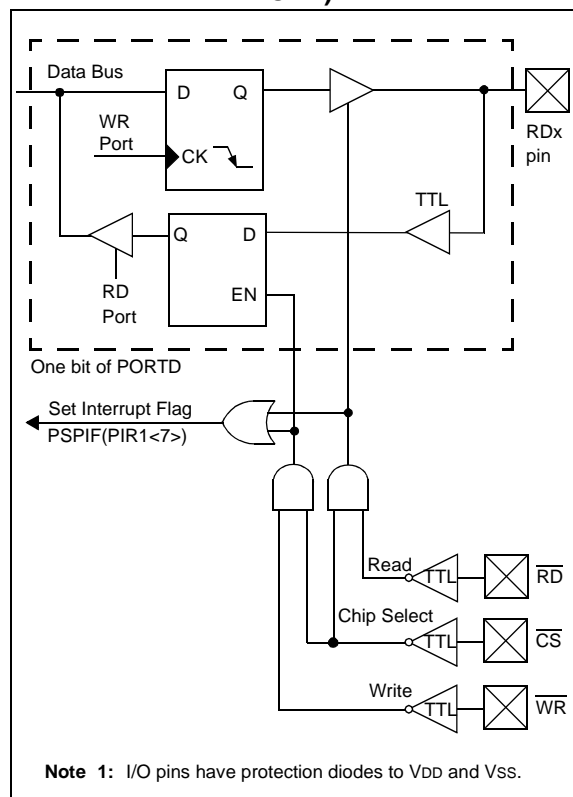 Data Bus
D
Q
WR
Port
CK
RDx
pin
TTL
Q
D
RD
Port
EN
One bit of PORTD
Set Interrupt Flag
PSPIF(PIR1<7>)
Read
TTL
RD
Chip Select
TTL
CS
Write
TTL
WR
Note 1: I/O pins have protection diodes to VDD and VSS.